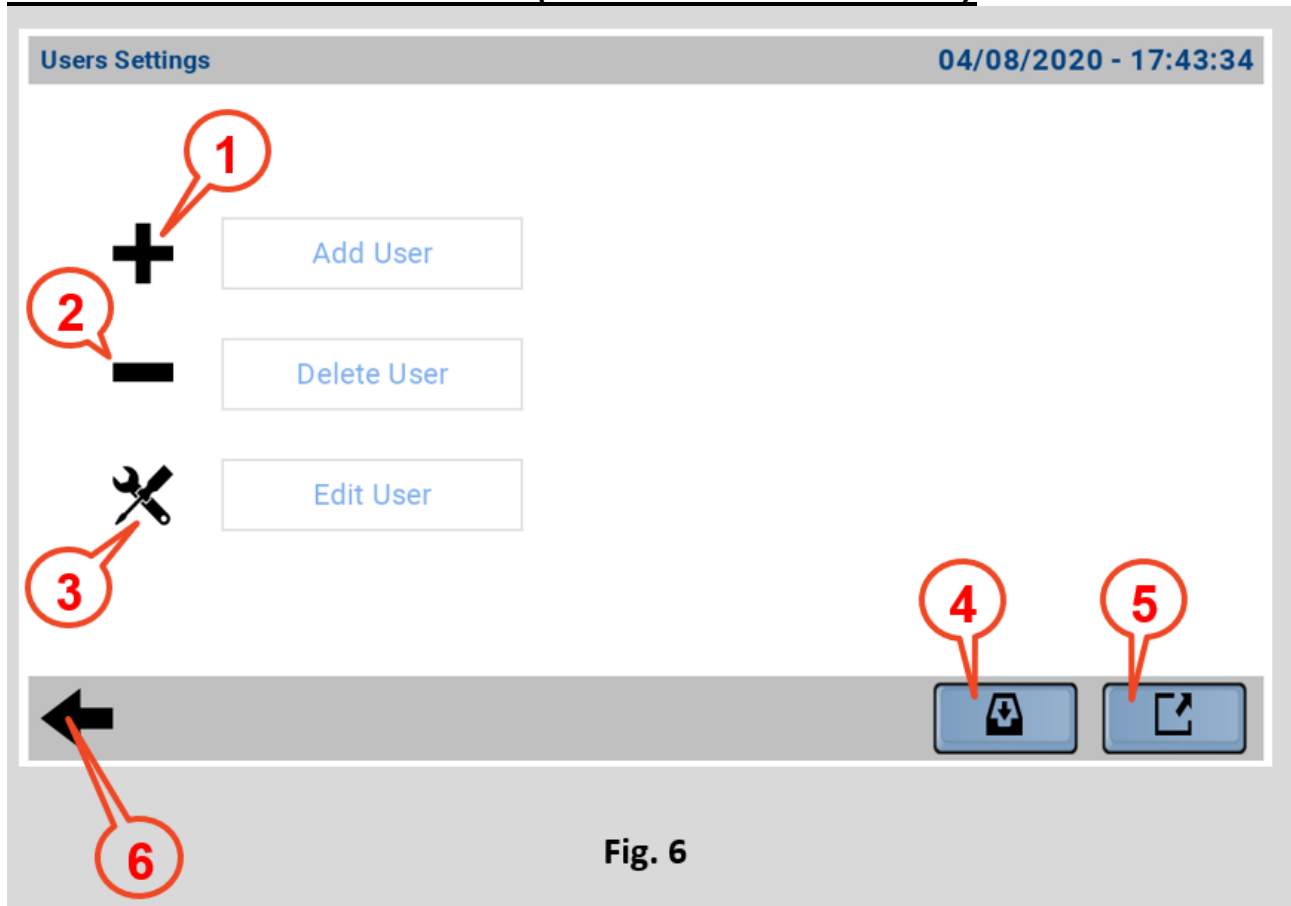 Users Settings 04/08/2020 - 17:43:34
1
Add User
2
Delete User
Edit User
3
4 5
6
Fig. 6